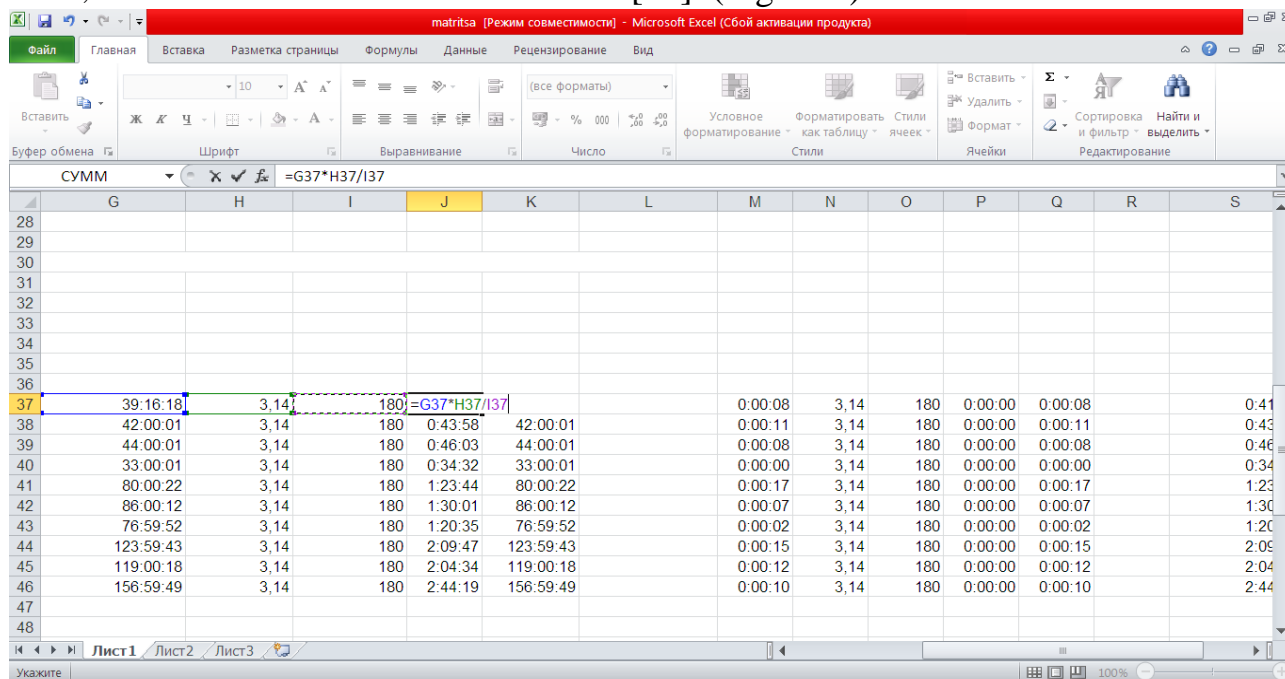 matritsa [Режим совместимости] - Microsoft Excel (Сбой активации продукта)
Файл Главная Вставка Разметка страницы Формулы Данные Рецензирование Вид
Вставить
Ж К Ч
10
(все форматы)
% 000
Условное форматирование
Форматировать как таблицу
Стили ячеек
Вставить
Удалить
Формат
Σ
Сортировка и фильтр
Найти и выделить
Буфер обмена Шрифт Выравнивание Число Стили Ячейки Редактирование
СУММ fx =G37*H37/I37
G H I J K L M N O P Q R S
28
29
30
31
32
33
34
35
36
37 39:16:18 3,14 180 =G37*H37/I37 0:00:08 3,14 180 0:00:00 0:00:08 0:41
38 42:00:01 3,14 180 0:43:58 42:00:01 0:00:11 3,14 180 0:00:00 0:00:11 0:43
39 44:00:01 3,14 180 0:46:03 44:00:01 0:00:08 3,14 180 0:00:00 0:00:08 0:46
40 33:00:01 3,14 180 0:34:32 33:00:01 0:00:00 3,14 180 0:00:00 0:00:00 0:34
41 80:00:22 3,14 180 1:23:44 80:00:22 0:00:17 3,14 180 0:00:00 0:00:17 1:23
42 86:00:12 3,14 180 1:30:01 86:00:12 0:00:07 3,14 180 0:00:00 0:00:07 1:30
43 76:59:52 3,14 180 1:20:35 76:59:52 0:00:02 3,14 180 0:00:00 0:00:02 1:20
44 123:59:43 3,14 180 2:09:47 123:59:43 0:00:15 3,14 180 0:00:00 0:00:15 2:09
45 119:00:18 3,14 180 2:04:34 119:00:18 0:00:12 3,14 180 0:00:00 0:00:12 2:04
46 156:59:49 3,14 180 2:44:19 156:59:49 0:00:10 3,14 180 0:00:00 0:00:10 2:44
47
48
Лист1 Лист2 Лист3
Укажите 100%